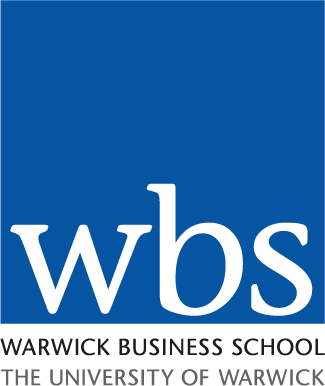 wbs
WARWICK BUSINESS SCHOOL
THE UNIVERSITY OF WARWICK